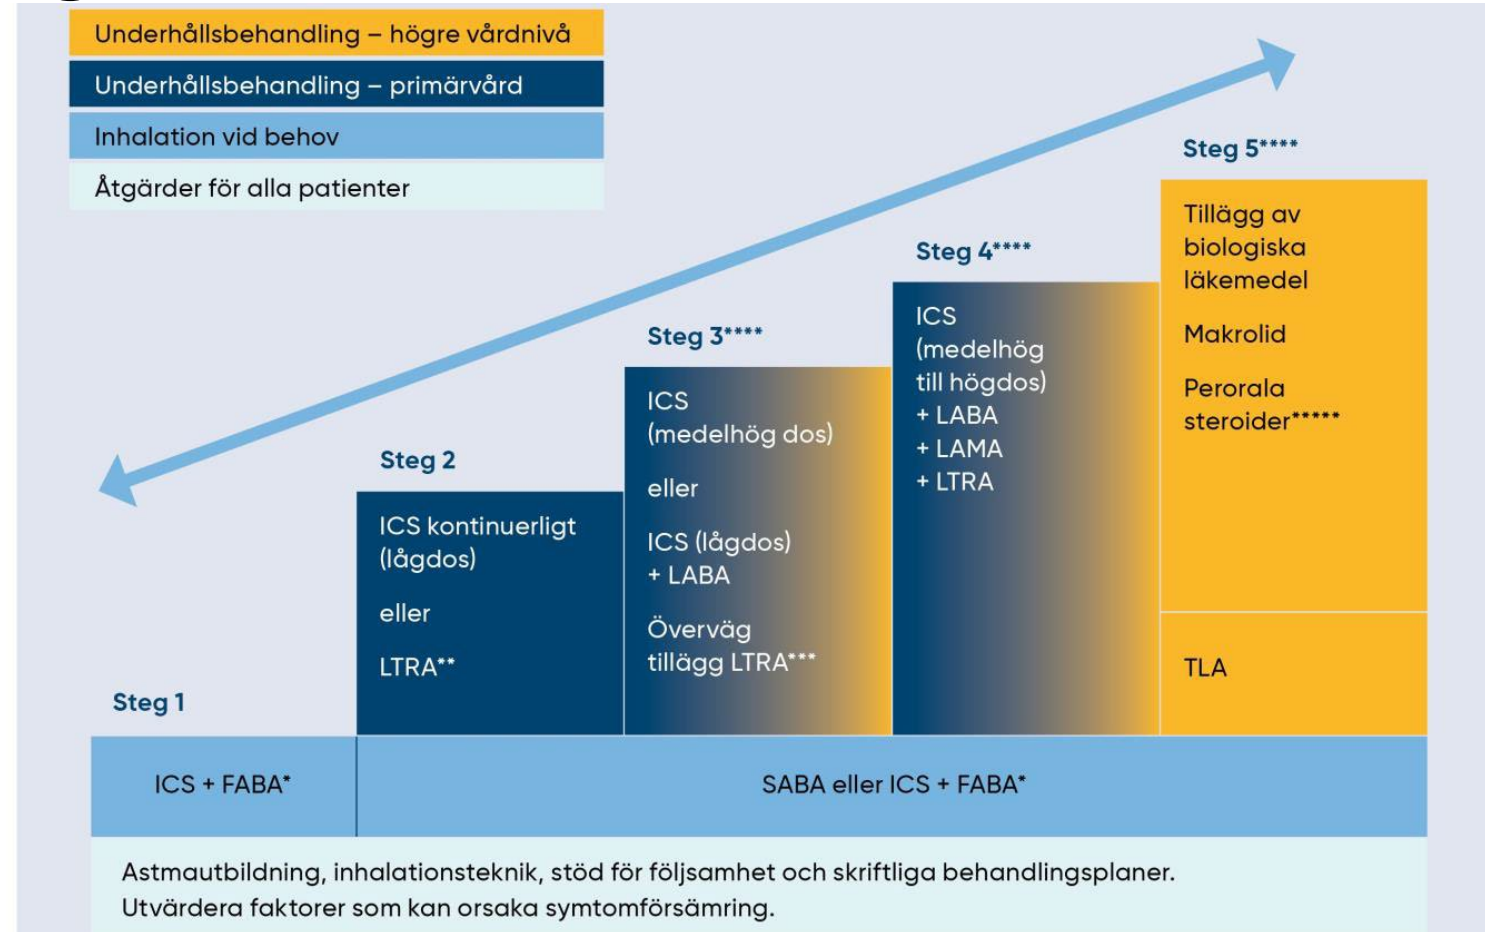 Underhållsbehandling – högre vårdnivå
Underhållsbehandling – primärvård
Inhalation vid behov
Åtgärder för alla patienter
Steg 1
Steg 2
ICS kontinuerligt
(lågdos)
eller
LTRA**
Steg 3****
ICS
(medelhög dos)
eller
ICS (lågdos)
+ LABA
Överväg
tillägg LTRA***
Steg 4****
ICS
(medelhög
till högdos)
+ LABA
+ LAMA
+ LTRA
Steg 5****
Tillägg av
biologiska
läkemedel
Makrolid
Perorala
steroider*****
TLA
ICS + FABA*
SABA eller ICS + FABA*
Astmautbildning, inhalationsteknik, stöd för följsamhet och skriftliga behandlingsplaner.
Utvärdera faktorer som kan orsaka symtomförsämring.